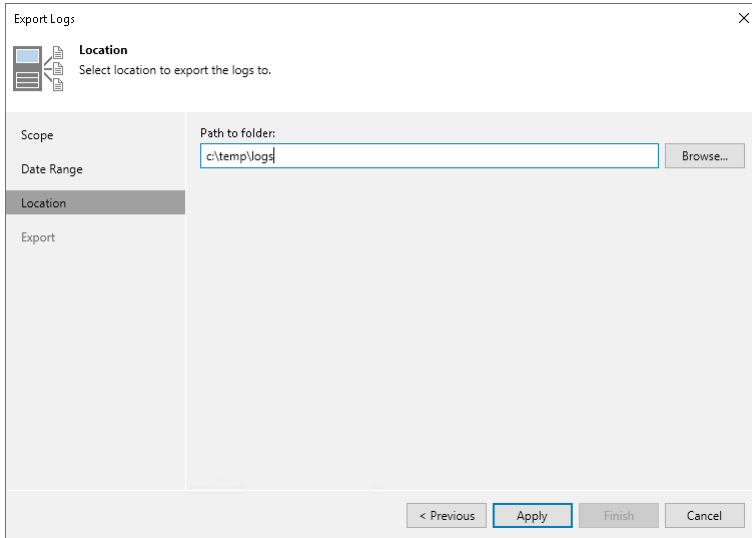 Export Logs
Location
Select location to export the logs to.
Scope
Date Range
Location
Export
Path to folder:
c:\temp\logs
Browse...
< Previous
Apply
Finish
Cancel